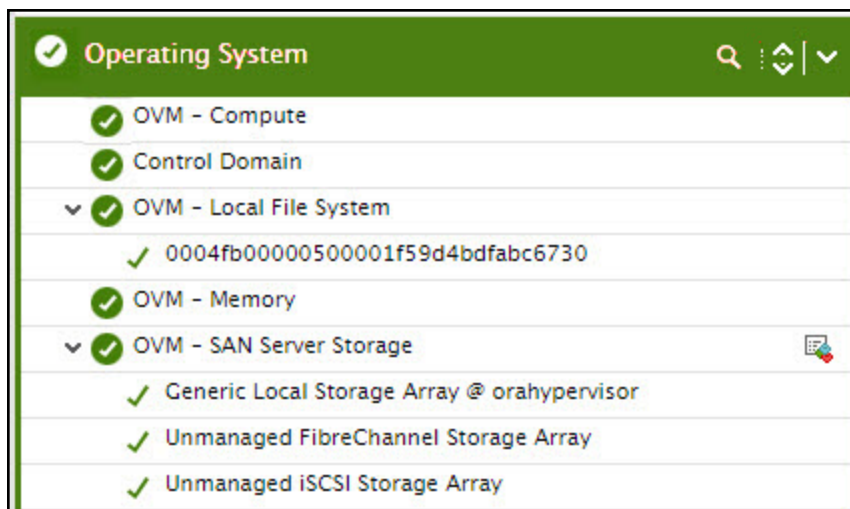 Operating System
OVM - Compute
Control Domain
OVM - Local File System
0004fb00000500001f59d4bdfabc6730
OVM - Memory
OVM - SAN Server Storage
Generic Local Storage Array @ orahypervisor
Unmanaged FibreChannel Storage Array
Unmanaged iSCSI Storage Array